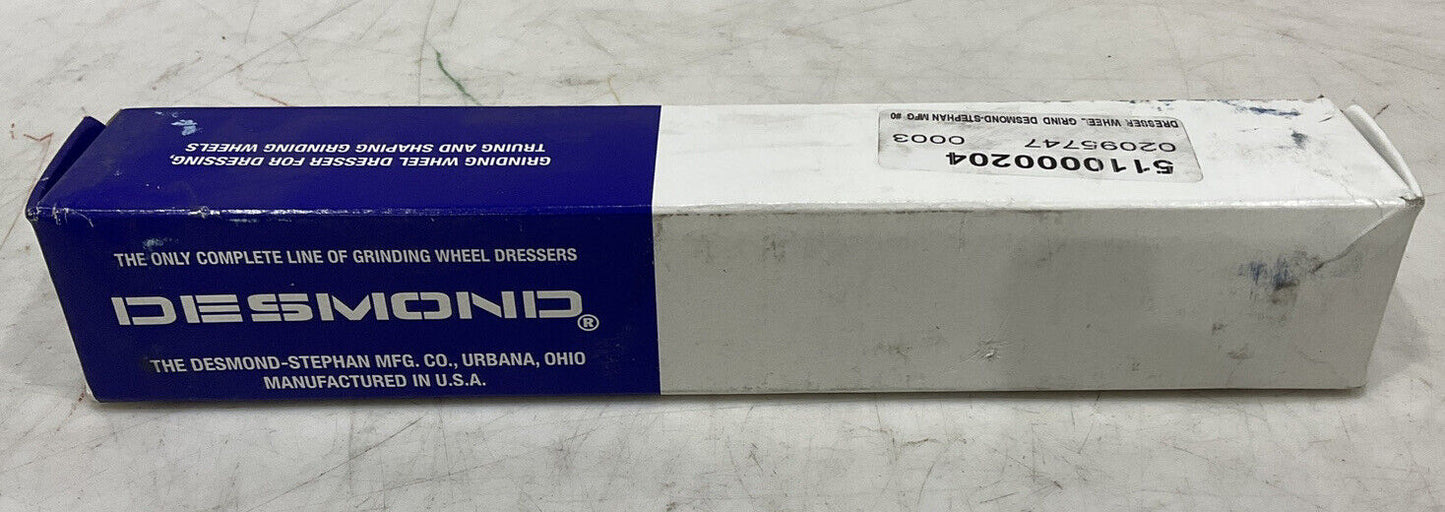 GRINDING WHEEL DRESSER FOR DRESSING,
TRUING AND SHAPING GRINDING WHEELS
5110000204
02095747 0003
DRESSER WHEEL, GRIND DESMOND-STEPHAN MFG #0
THE ONLY COMPLETE LINE OF GRINDING WHEEL DRESSERS
DESMOND®
THE DESMOND-STEPHAN MFG. CO., URBANA, OHIO
MANUFACTURED IN U.S.A.